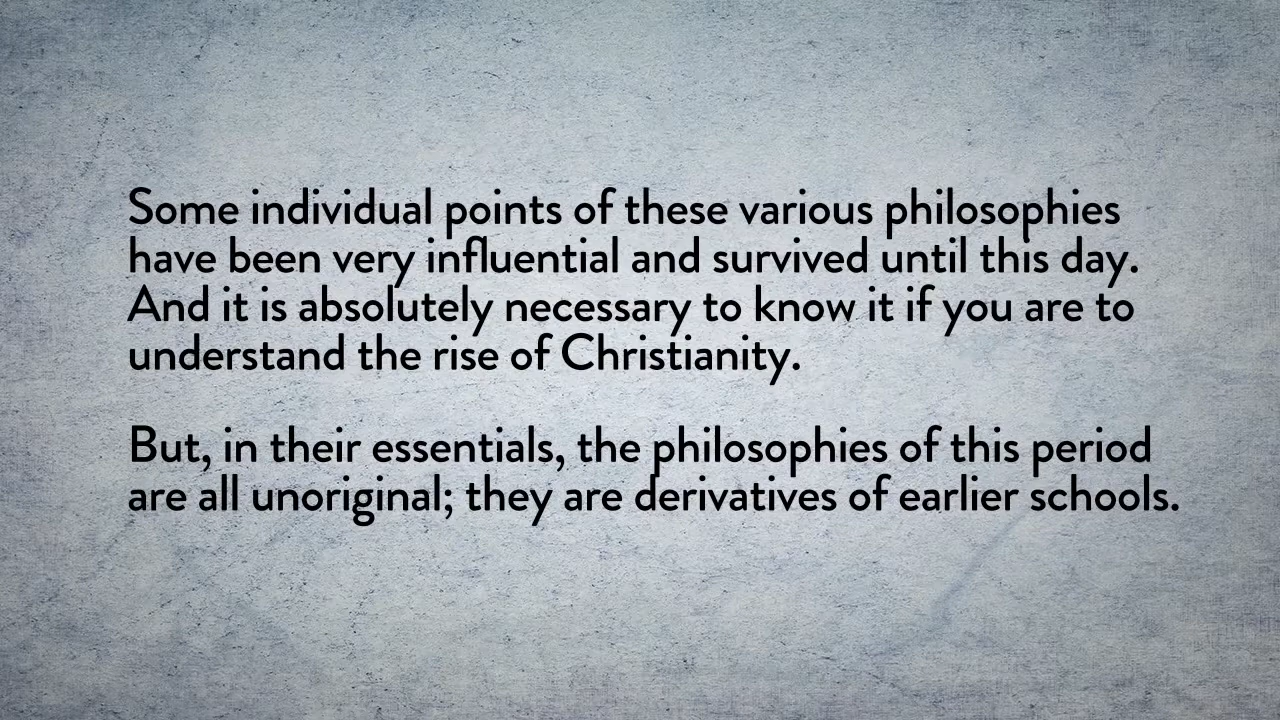 Some individual points of these various philosophies
have been very influential and survived until this day.
And it is absolutely necessary to know it if you are to
understand the rise of Christianity.
But, in their essentials, the philosophies of this period
are all unoriginal; they are derivatives of earlier schools.